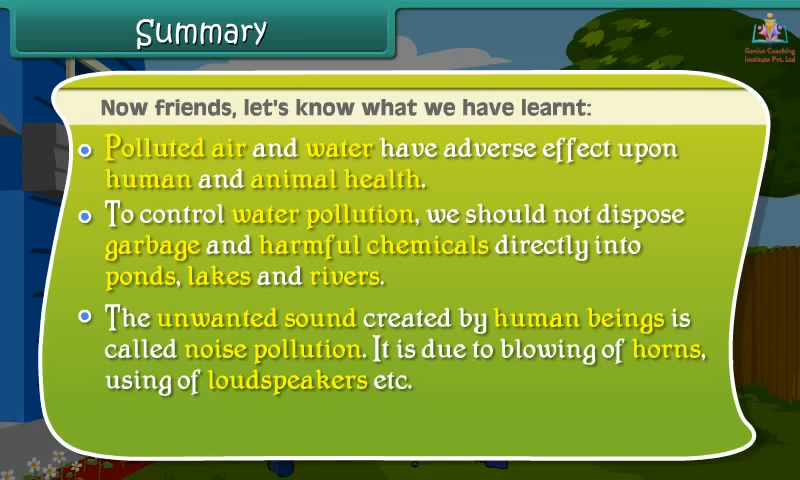 Summary
Genius Coaching
Institute Pvt. Ltd
Now friends, let's know what we have learnt:
Polluted air and water have adverse effect upon
human and animal health.
To control water pollution, we should not dispose
garbage and harmful chemicals directly into
ponds, lakes and rivers.
The unwanted sound created by human beings is
called noise pollution. It is due to blowing of horns,
using of loudspeakers etc.